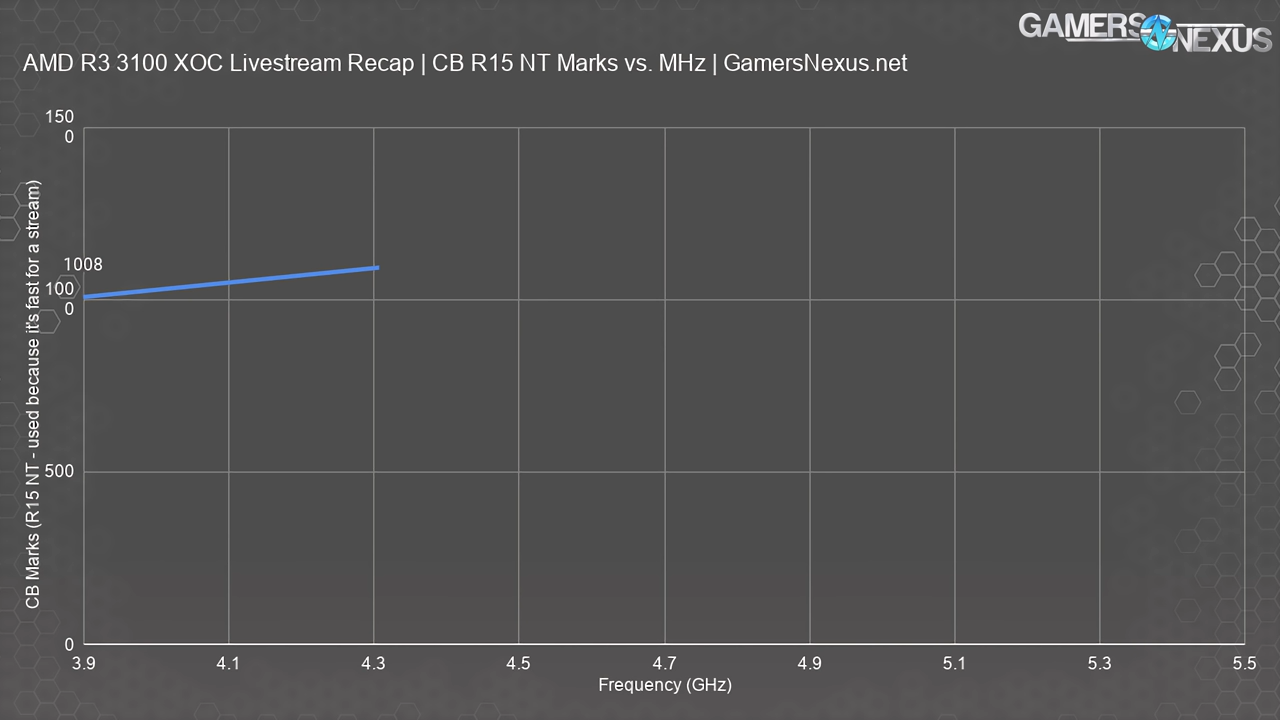 GAMERS NEXUS
AMD R3 3100 XOC Livestream Recap | CB R15 NT Marks vs. MHz | GamersNexus.net
150
0
1008
100
0
500
0
CB Marks (R15 NT - used because it's fast for a stream)
3.9 4.1 4.3 4.5 4.7 4.9 5.1 5.3 5.5
Frequency (GHz)